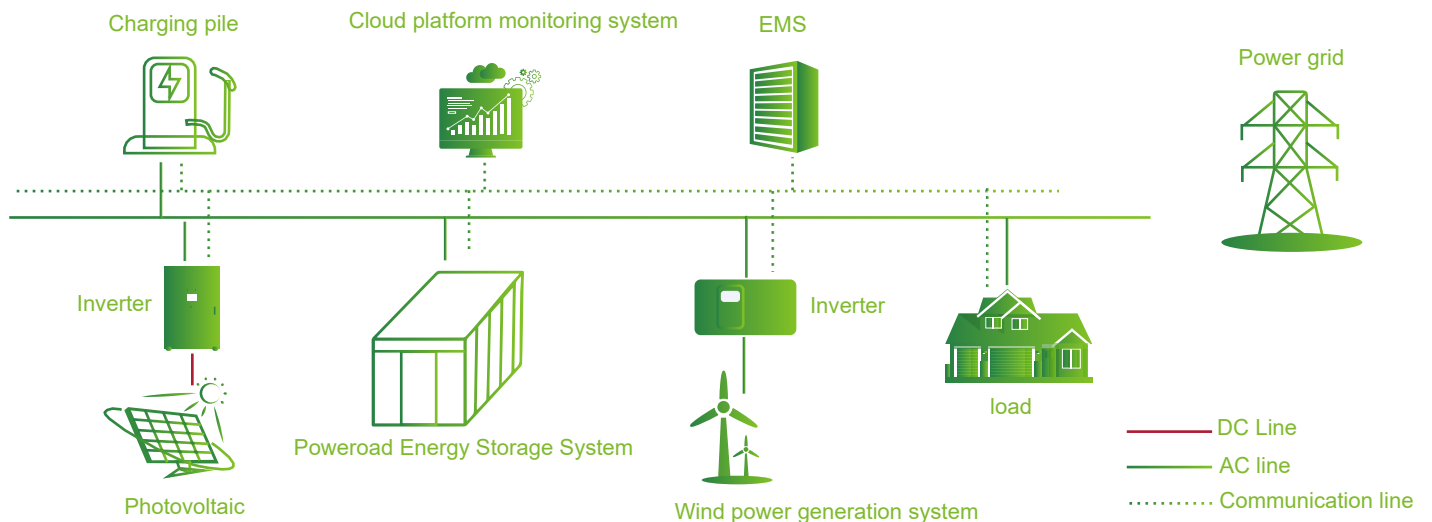 Charging pile
Cloud platform monitoring system
EMS
Power grid
Inverter
Inverter
load
Poweroad Energy Storage System
Photovoltaic
Wind power generation system
DC Line
AC line
Communication line